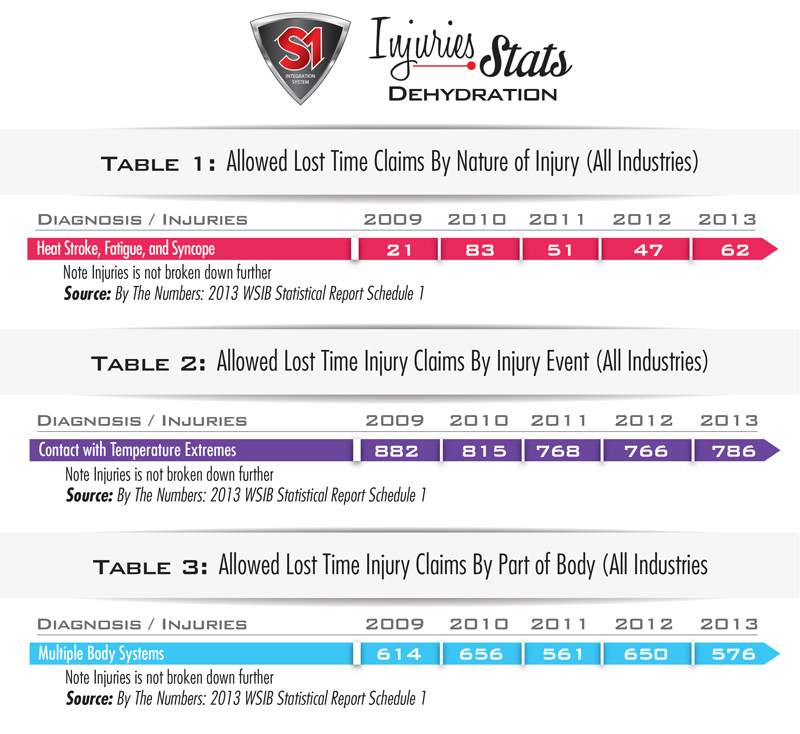 S1
INTEGRATION
SYSTEM
Injuries
Stats
DEHYDRATION
TABLE 1: Allowed Lost Time Claims By Nature of Injury (All Industries)
DIAGNOSIS / INJURIES 2009 2010 2011 2012 2013
Heat Stroke, Fatigue, and Syncope 21 83 51 47 62
Note Injuries is not broken down further
Source: By The Numbers: 2013 WSIB Statistical Report Schedule 1
TABLE 2: Allowed Lost Time Injury Claims By Injury Event (All Industries)
DIAGNOSIS / INJURIES 2009 2010 2011 2012 2013
Contact with Temperature Extremes 882 815 768 766 786
Note Injuries is not broken down further
Source: By The Numbers: 2013 WSIB Statistical Report Schedule 1
TABLE 3: Allowed Lost Time Injury Claims By Part of Body (All Industries
DIAGNOSIS / INJURIES 2009 2010 2011 2012 2013
Multiple Body Systems 614 656 561 650 576
Note Injuries is not broken down further
Source: By The Numbers: 2013 WSIB Statistical Report Schedule 1